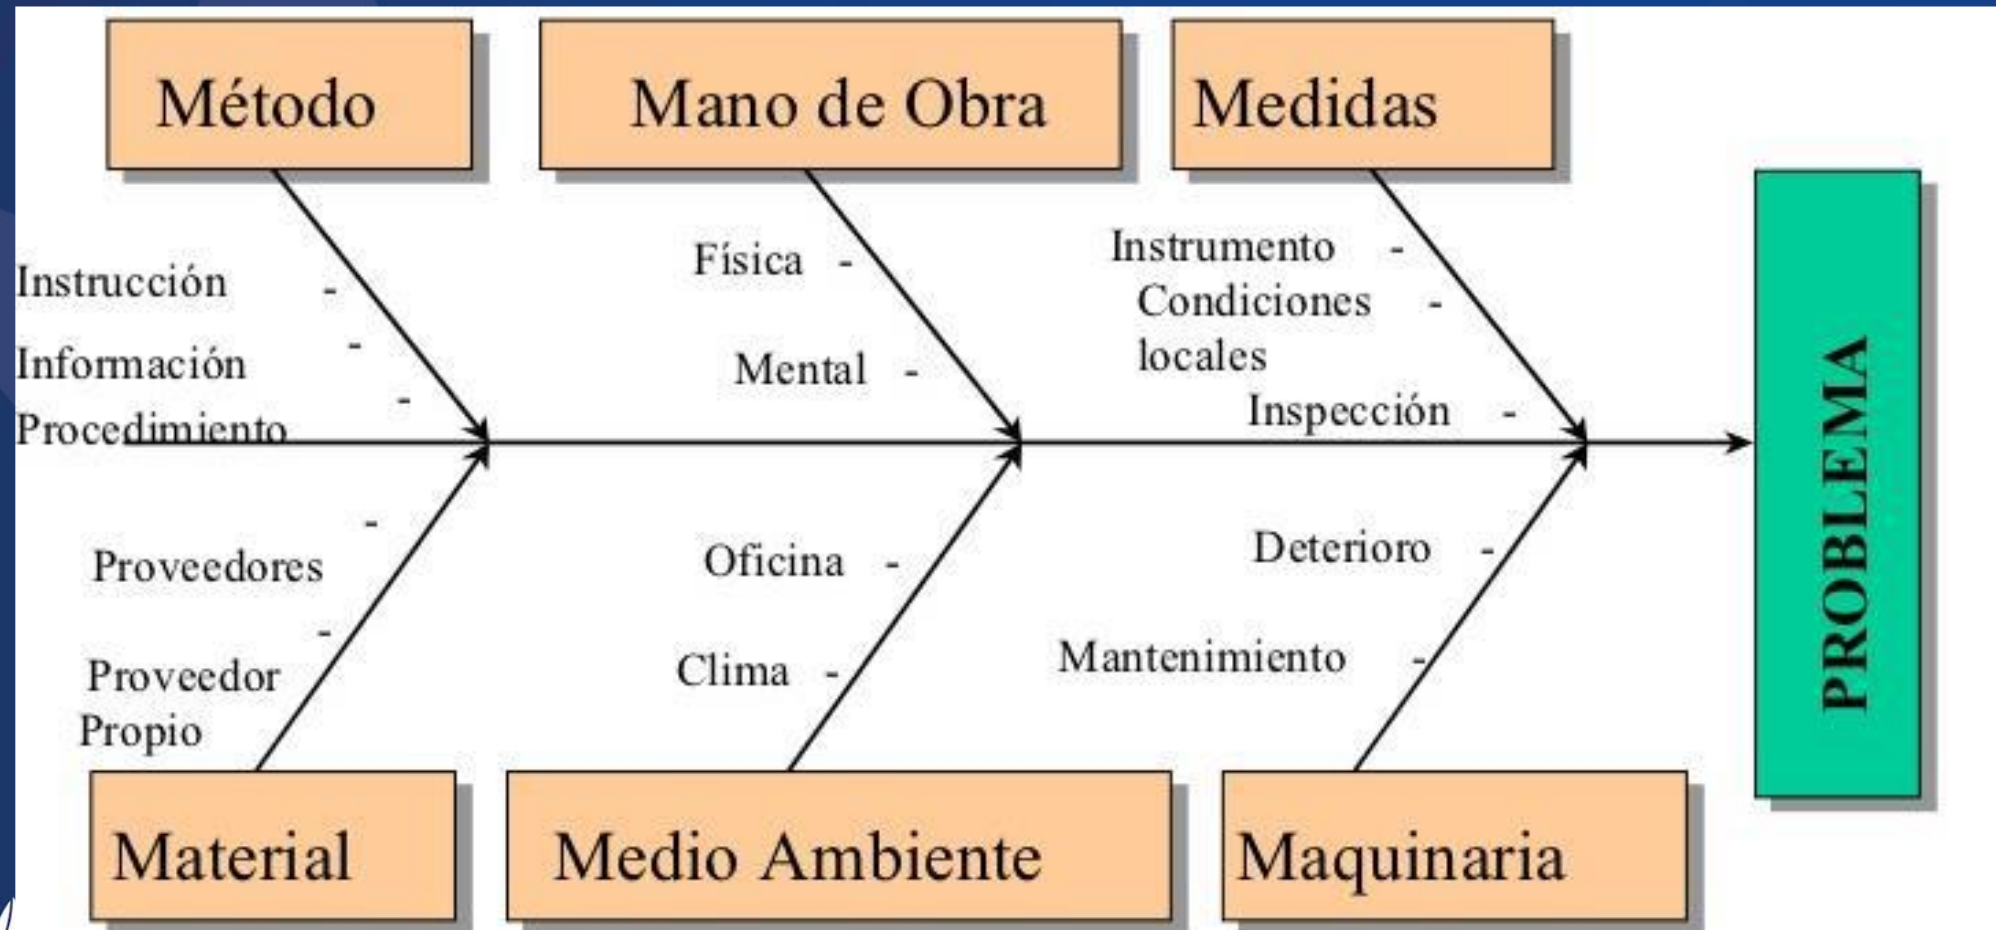 Método
Mano de Obra
Medidas
Instrucción -
Información -
Procedimiento -
Física -
Mental -
Instrumento -
Condiciones -
locales
Inspección -
PROBLEMA
- Proveedores
- Proveedor
Propio
Oficina -
Clima -
Deterioro -
Mantenimiento -
Material
Medio Ambiente
Maquinaria